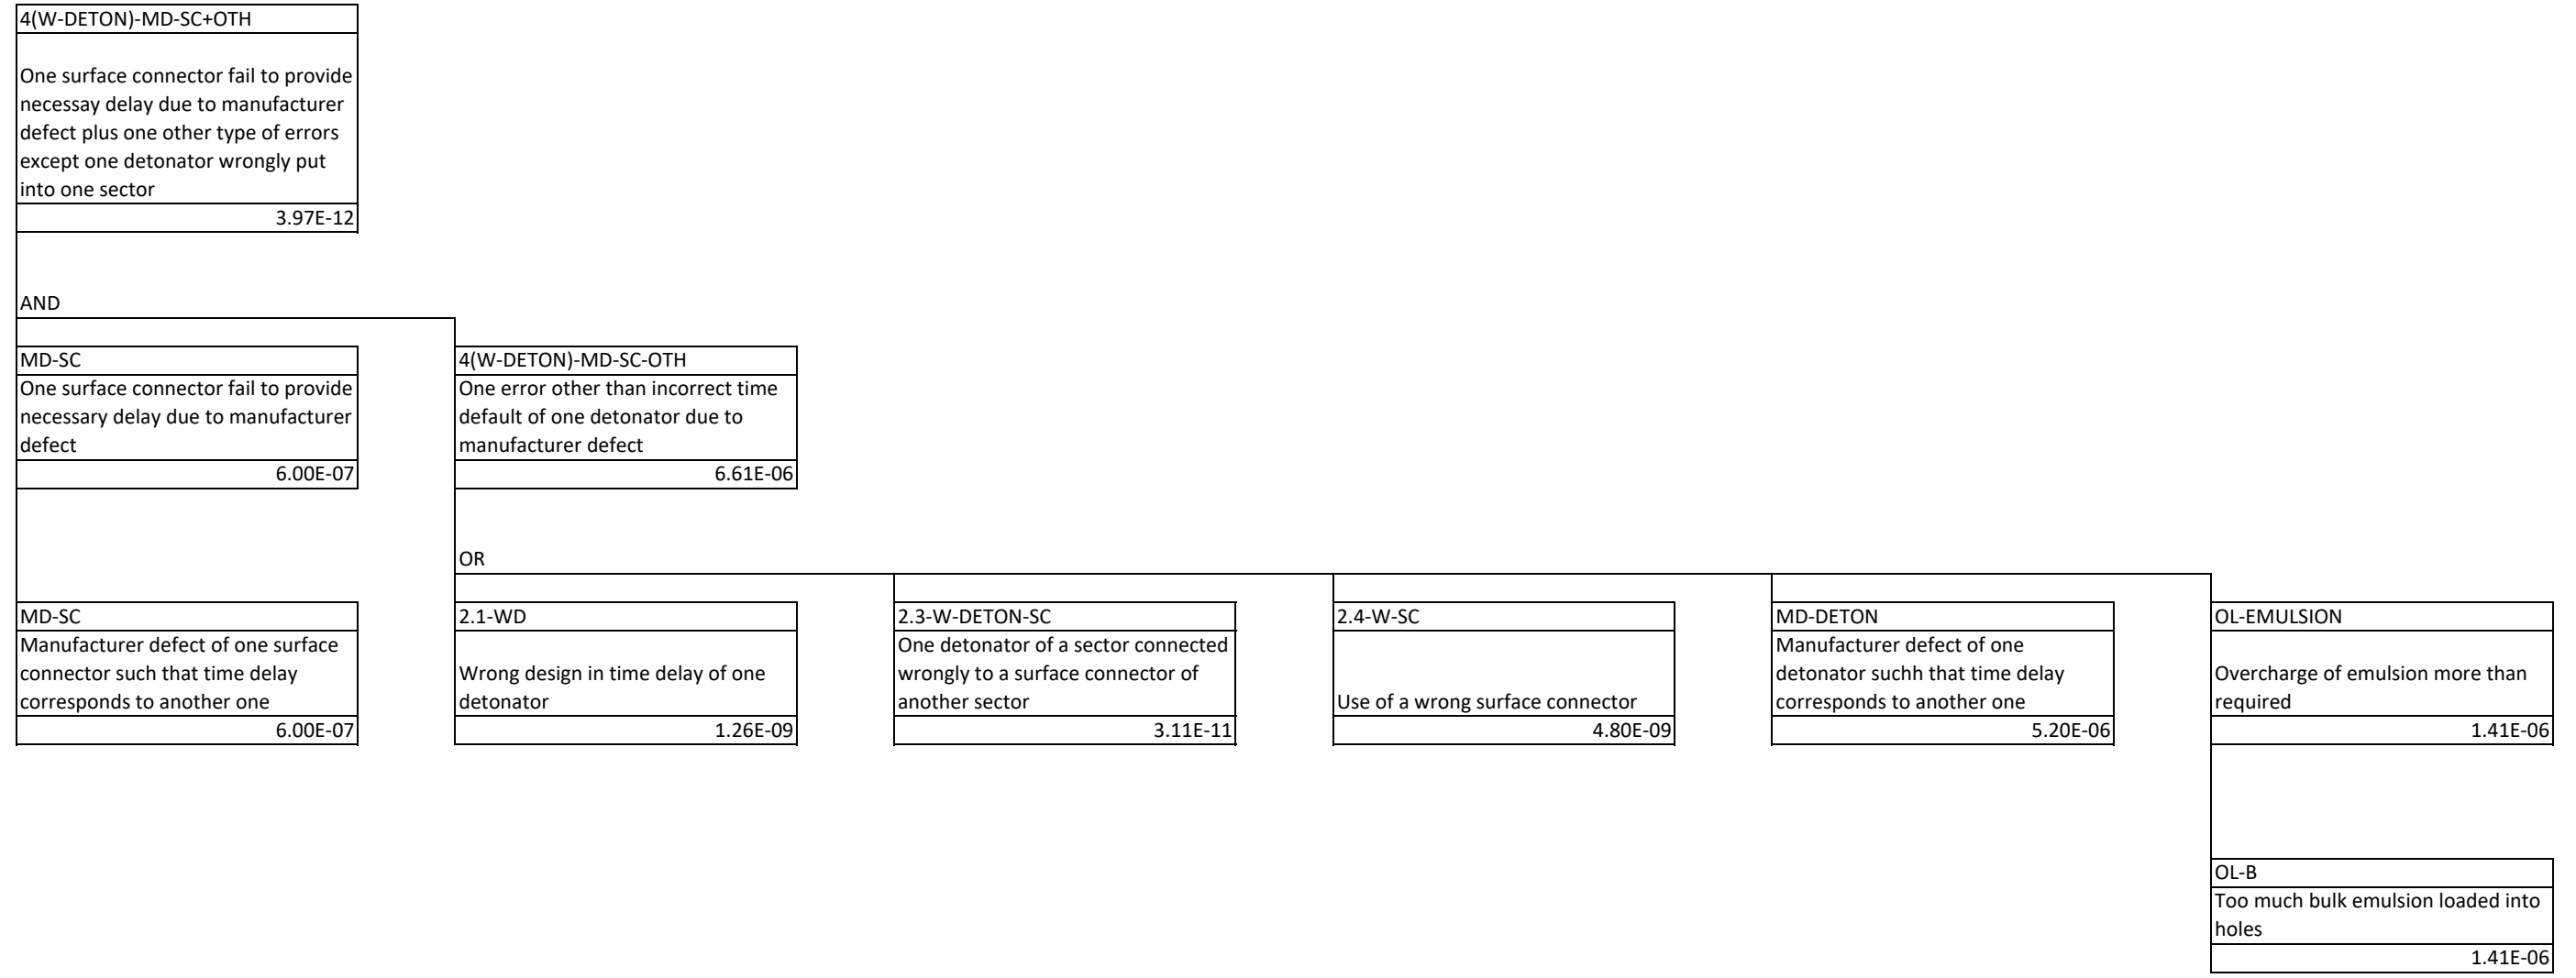 4(W-DETON)-MD-SC+OTH
One surface connector fail to provide
necessay delay due to manufacturer
defect plus one other type of errors
except one detonator wrongly put
into one sector
3.97E-12
AND
MD-SC
One surface connector fail to provide
necessary delay due to manufacturer
defect
6.00E-07
4(W-DETON)-MD-SC-OTH
One error other than incorrect time
default of one detonator due to
manufacturer defect
6.61E-06
OR
MD-SC
Manufacturer defect of one surface
connector such that time delay
corresponds to another one
6.00E-07
2.1-WD
Wrong design in time delay of one
detonator
1.26E-09
2.3-W-DETON-SC
One detonator of a sector connected
wrongly to a surface connector of
another sector
3.11E-11
2.4-W-SC
Use of a wrong surface connector
4.80E-09
MD-DETON
Manufacturer defect of one
detonator suchh that time delay
corresponds to another one
5.20E-06
OL-EMULSION
Overcharge of emulsion more than
required
1.41E-06
OL-B
Too much bulk emulsion loaded into
holes
1.41E-06